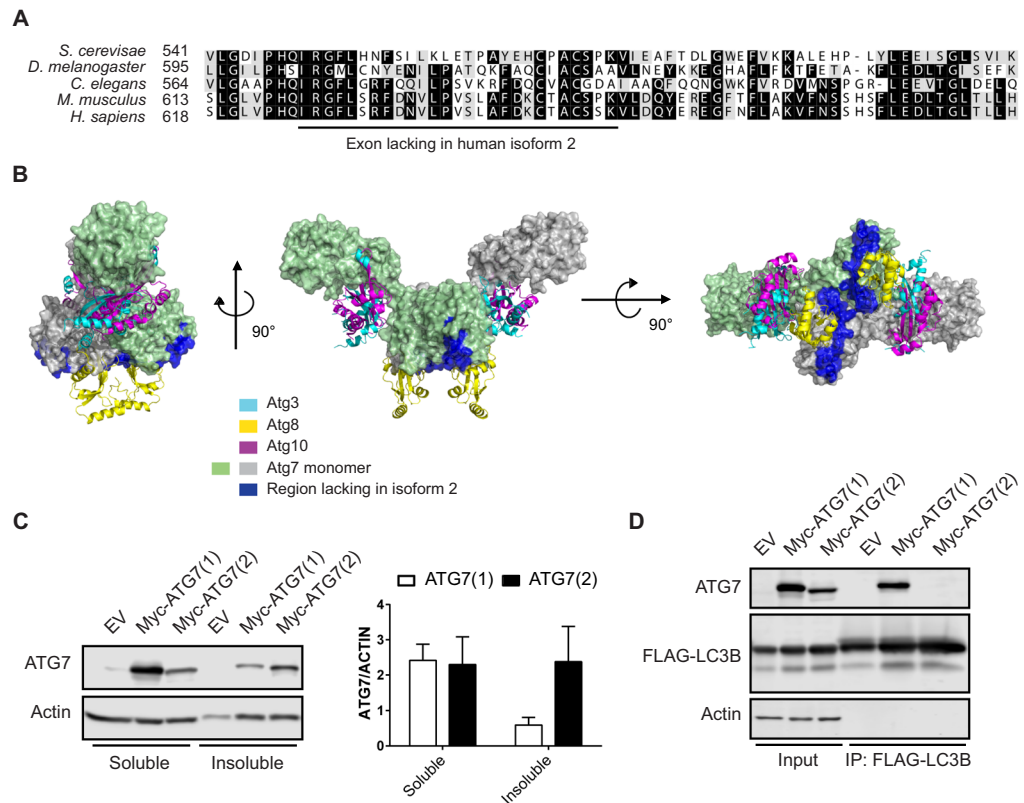 A
S. cerevisae 541 VLGDIPHQIRGFLHNFSILKLETPAYEHCPACSPKVIEAFTDLGWEFVKKALEHP-LYLEEISGLSVIK
D. melanogaster 595 LLGILPHSIRGMLCNYENILPATQKFAQCIACSAAVLNEYKKEGHAFLFKTFETA-KFLEDLTGISEFK
C. elegans 564 VLGAAPHQIRGFLGRFQQILPSVKRFDQCVACGDAIAAQFQQNGWKFVRDVMNSPGR-LEEVTGLDELQ
M. musculus 613 SLGLVPHQIRGFLSRFDNVLPVSLAFDKCTACSPKVLDQYEREGFTFLAKVFNSSHSFLEDLTGLTLLH
H. sapiens 618 SLGLVPHQIRGFLSRFDNVLPVSLAFDKCTACSSKVLDQYEREGFNFLAKVFNSSHSFLEDLTGLTLLH
Exon lacking in human isoform 2
B
90°
90°
Atg3
Atg8
Atg10
Atg7 monomer
Region lacking in isoform 2
C
EV Myc-ATG7(1) Myc-ATG7(2) EV Myc-ATG7(1) Myc-ATG7(2)
ATG7
Actin
Soluble Insoluble
ATG7(1) ATG7(2)
ATG7/ACTIN
4
3
2
1
0
Soluble Insoluble
D
EV Myc-ATG7(1) Myc-ATG7(2) EV Myc-ATG7(1) Myc-ATG7(2)
ATG7
FLAG-LC3B
Actin
Input IP: FLAG-LC3B